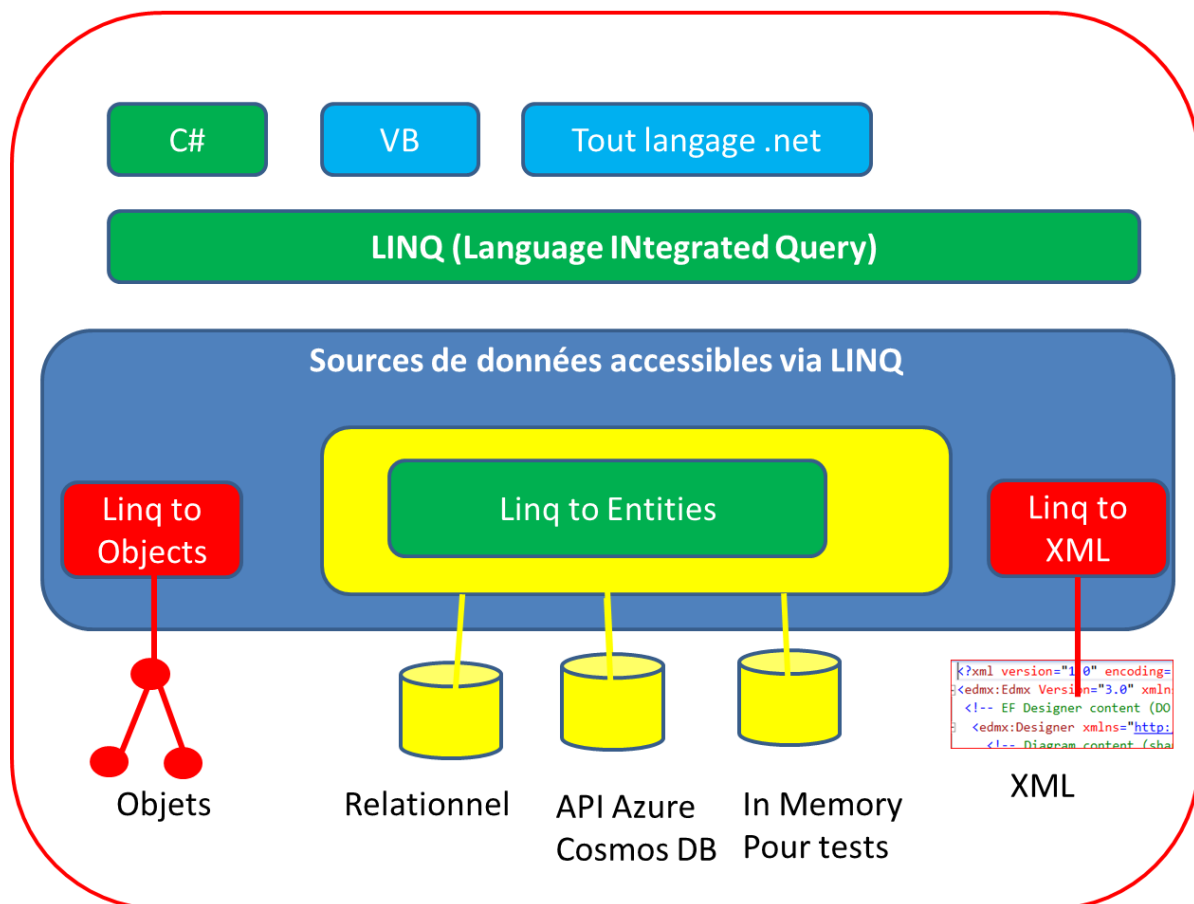 C#
VB
Tout langage .net
LINQ (Language INtegrated Query)
Sources de données accessibles via LINQ
Linq to
Objects
Linq to Entities
Linq to
XML
<?xml version="1.0" encoding=
<edmx:Edmx Version="3.0" xmln
<!-- EF Designer content (DO
<edmx:Designer xmlns="http:
<!-- Diagram content (sha
Objets
Relationnel
API Azure
Cosmos DB
In Memory
Pour tests
XML